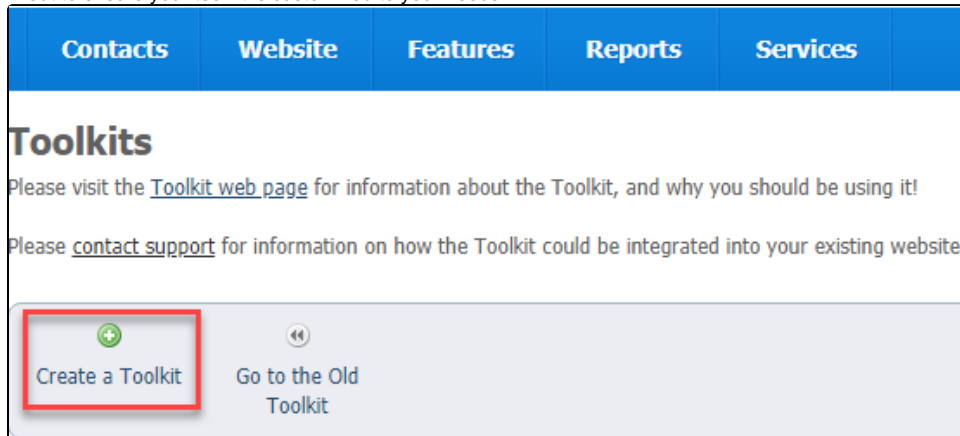 Contacts Website Features Reports Services
Toolkits
Please visit the Toolkit web page for information about the Toolkit, and why you should be using it!
Please contact support for information on how the Toolkit could be integrated into your existing website
Create a Toolkit Go to the Old
Toolkit